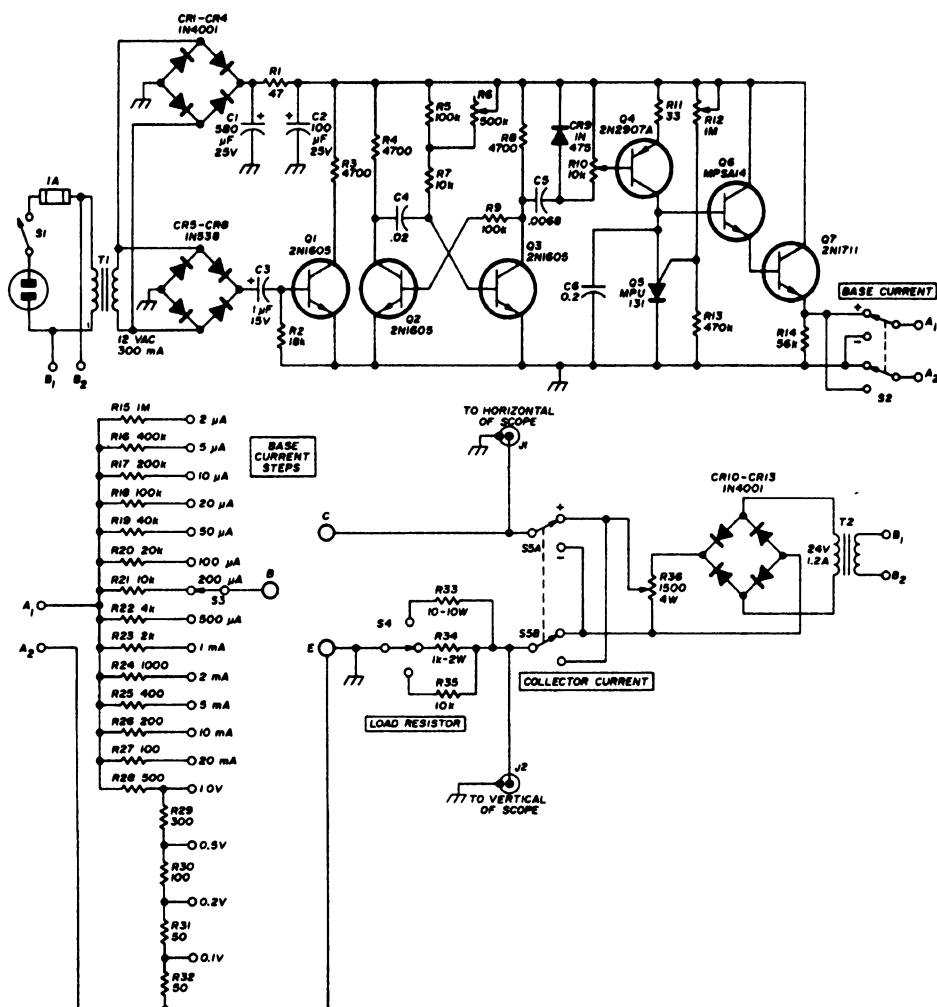 CR1-CR4
1N4001
R1
47
C1
580
µF
25V
C2
100
µF
25V
R3
4700
R4
4700
R5
100k
R6
500k
R7
10k
R8
4700
CR9
1N
475
R10
10k
Q4
2N2907A
R11
33
R12
1M
Q6
MPSA14
Q7
2N1711
1A
S1
T1
CR5-CR8
1N538
C3
1µF
15V
Q1
2N1605
R2
18k
C4
.02
Q2
2N1605
R9
100k
C5
.0068
Q3
2N1605
C6
0.2
Q5
MPU
131
R13
470k
R14
56k
BASE CURRENT
+
-
A1
A2
S2
12 VAC
300 mA
B1
B2
R15 1M
2 µA
R16 400k
5 µA
R17 200k
10 µA
R18 100k
20 µA
R19 40k
50 µA
R20 20k
100 µA
R21 10k
200 µA
S3
B
R22 4k
500 µA
R23 2k
1 mA
R24 1000
2 mA
R25 400
5 mA
R26 200
10 mA
R27 100
20 mA
R28 500
1.0V
R29
300
0.5V
R30
100
0.2V
R31
50
0.1V
R32
50
BASE
CURRENT
STEPS
A1
A2
TO HORIZONTAL
OF SCOPE
J1
C
S5A
+
-
E
S4
R33
10-10W
R34
1k-2W
R35
10k
LOAD RESISTOR
S5B
COLLECTOR CURRENT
R36
1500
4W
CR10-CR13
1N4001
T2
24V
1.2A
B1
B2
J2
TO VERTICAL
OF SCOPE